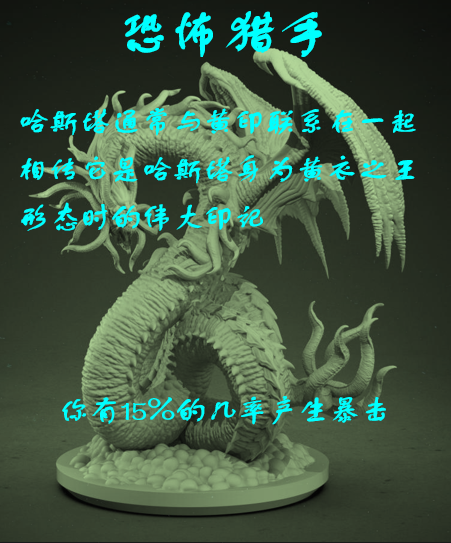 恐怖猎手
哈斯塔通常与黄印联系在一起
相传它是哈斯塔身为黄衣之王
形态时的伟大印记
你有15%的几率产生暴击